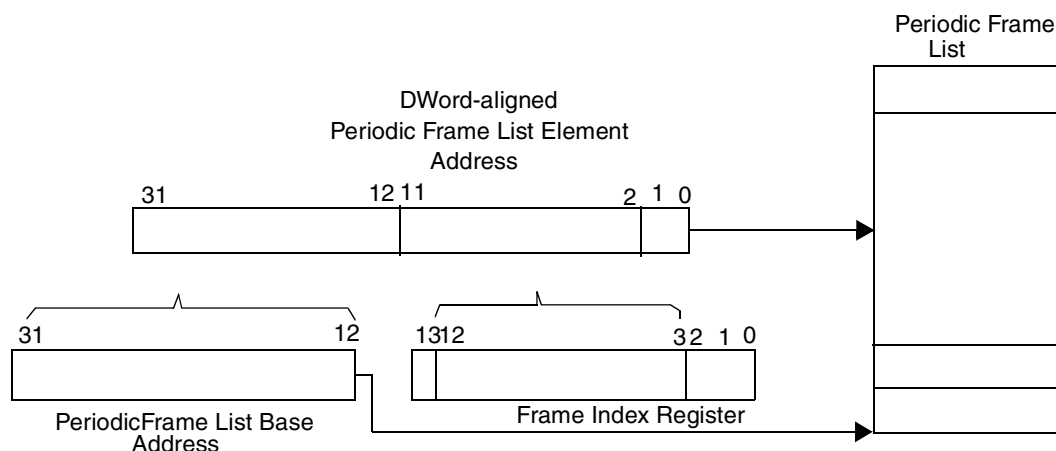 Periodic Frame
List
DWord-aligned
Periodic Frame List Element
Address
31 12 11 2 1 0
31 12 13 12 3 2 1 0
PeriodicFrame List Base
Address
Frame Index Register